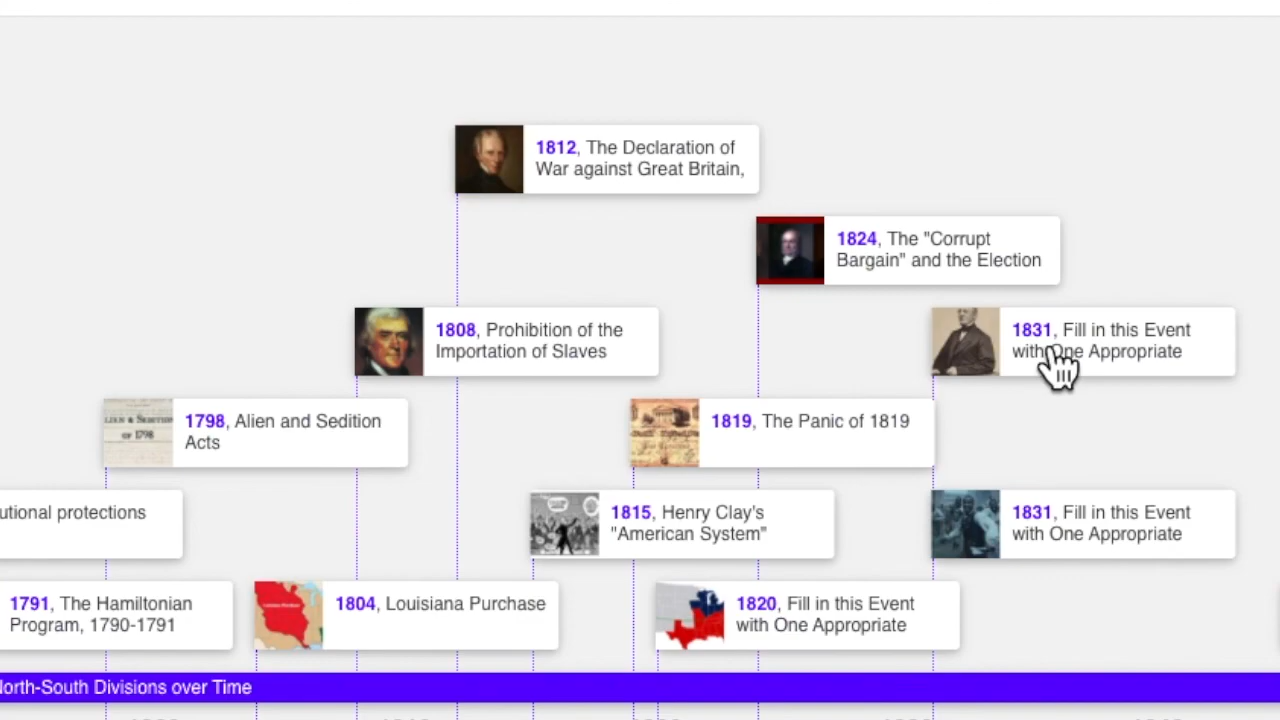 1812, The Declaration of
War against Great Britain,
1824, The "Corrupt
Bargain" and the Election
1808, Prohibition of the
Importation of Slaves
1831, Fill in this Event
with One Appropriate
1798, Alien and Sedition
Acts
1819, The Panic of 1819
utional protections
1815, Henry Clay's
"American System"
1831, Fill in this Event
with One Appropriate
1791, The Hamiltonian
Program, 1790-1791
1804, Louisiana Purchase
1820, Fill in this Event
with One Appropriate
North-South Divisions over Time